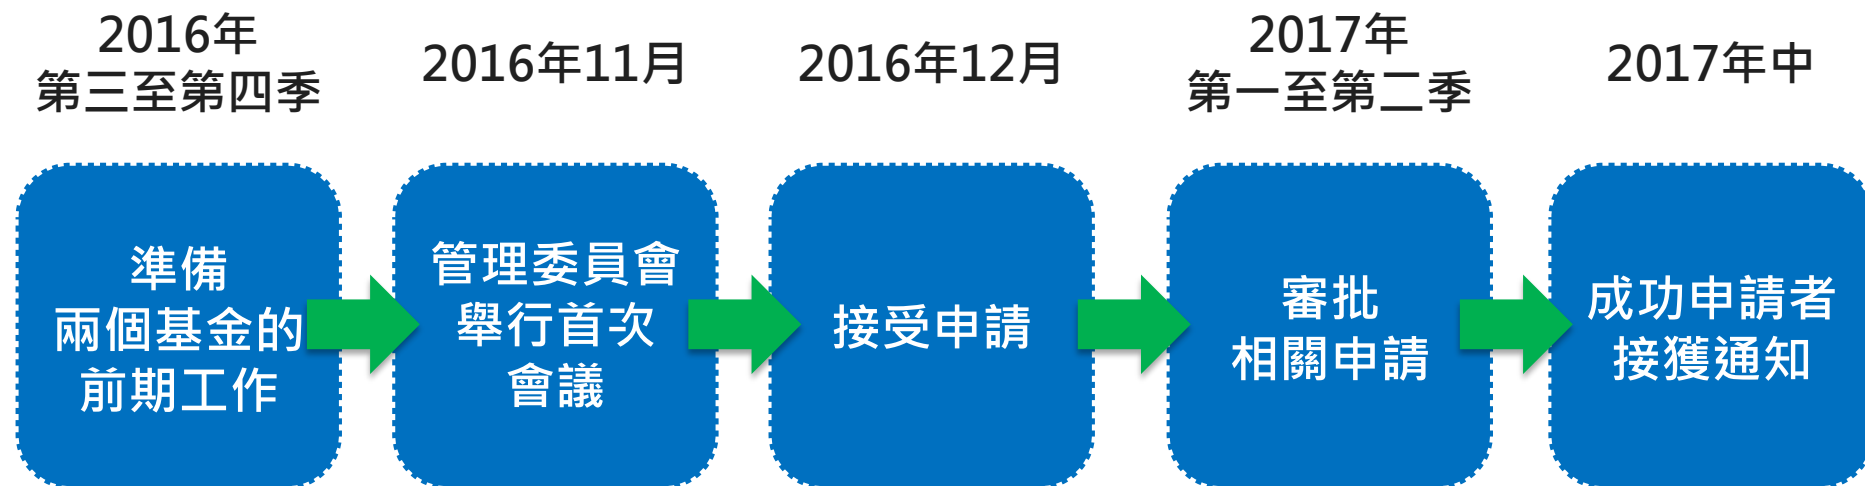 2016年
第三至第四季
2016年11月
2016年12月
2017年
第一至第二季
2017年中
準備
兩個基金的
前期工作
管理委員會
舉行首次
會議
接受申請
審批
相關申請
成功申請者
接獲通知